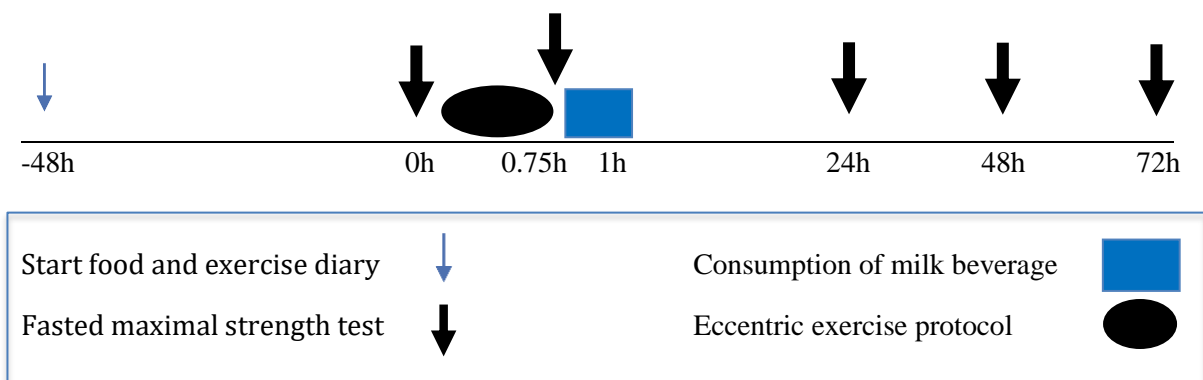 -48h 0h 0.75h 1h 24h 48h 72h
Start food and exercise diary Consumption of milk beverage
Fasted maximal strength test Eccentric exercise protocol